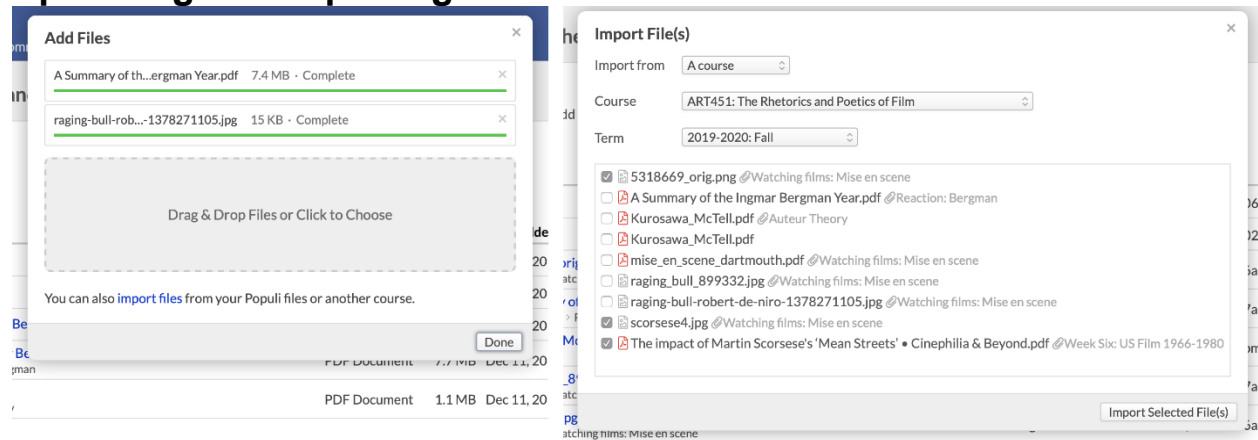 Add Files
×
A Summary of th...ergman Year.pdf 7.4 MB · Complete ×
raging-bull-rob...-1378271105.jpg 15 KB · Complete ×
Drag & Drop Files or Click to Choose
You can also import files from your Populi files or another course.
Done
PDF Document 7.7 MB Dec 11, 20
PDF Document 1.1 MB Dec 11, 20
Import File(s)
×
Import from A course
Course ART451: The Rhetorics and Poetics of Film
Term 2019-2020: Fall
5318669_orig.png Watching films: Mise en scene
A Summary of the Ingmar Bergman Year.pdf Reaction: Bergman
Kurosawa_McTell.pdf Auteur Theory
Kurosawa_McTell.pdf
mise_en_scene_dartmouth.pdf Watching films: Mise en scene
raging_bull_899332.jpg Watching films: Mise en scene
raging-bull-robert-de-niro-1378271105.jpg Watching films: Mise en scene
scorsese4.jpg Watching films: Mise en scene
The impact of Martin Scorsese's ‘Mean Streets’ • Cinephilia & Beyond.pdf Week Six: US Film 1966-1980
Import Selected File(s)
atching films: Mise en scene